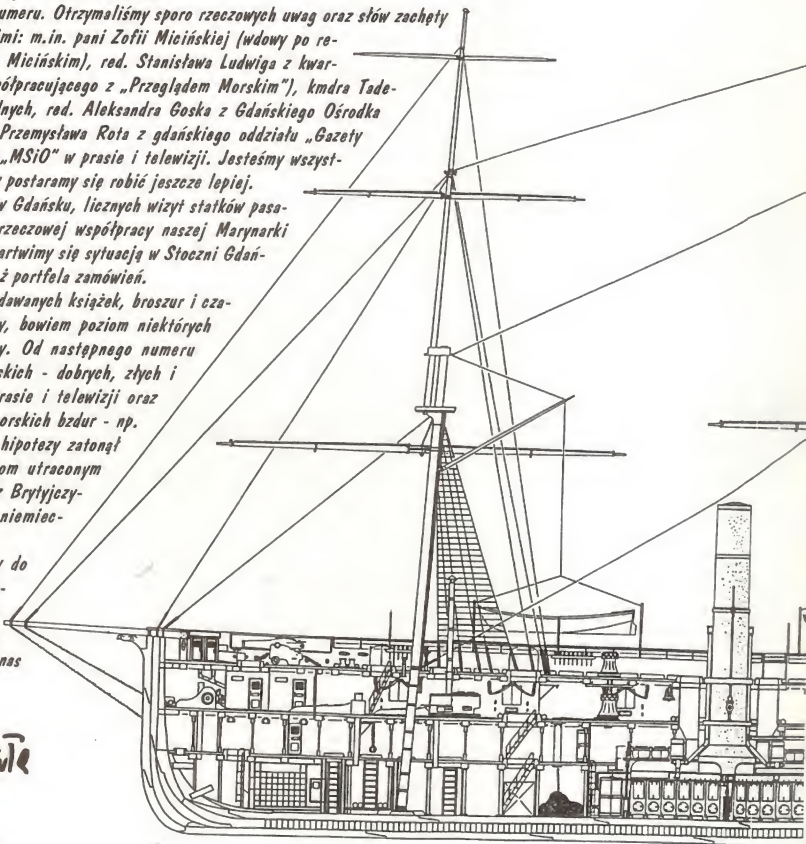 umeru. Otrzymaliśmy sporo rzeczowych uwag oraz słów zachęty
imi: m.in. pani Zofii Micińskiej (wdowy po re-
Micińskim), red. Stanisława Ludwiga z kwar-
ółpracującego z „Przeglądem Morskim"), kmdra Tade-
lnych, red. Aleksandra Goska z Gdańskiego Ośrodka
Przemysława Rota z gdańskiego oddziału „Gazety
„MSiO" w prasie i telewizji. Jesteśmy wszyst-
postaramy się robić jeszcze lepiej.
w Gdańsku, licznych wizyt statków pasa-
rzeczowej współpracy naszej Marynarki
artwimy się sytuacją w Stoczni Gdań-
ż portfela zamówień.
dawanych książek, broszur i cza-
y, bowiem poziom niektórych
y. Od następnego numeru
skich - dobrych, złych i
rasie i telewizji oraz
orskich bzdur - np.
hipotezy zatonął
om utraconym
z Brytyjczy-
niemiec-
y do
nas